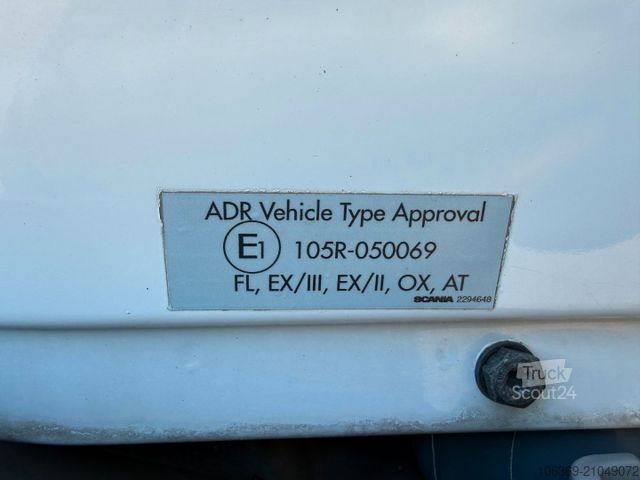 ADR Vehicle Type Approval
E1 105R-050069
FL, EX/III, EX/II, OX, AT
SCANIA 2294648
Truck
Scout24
106369-21049072